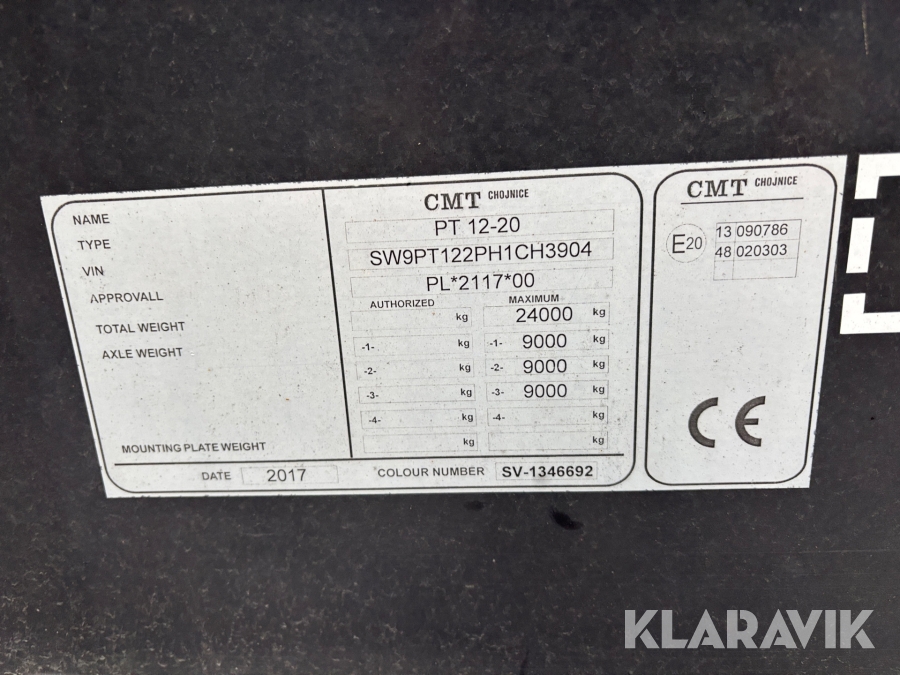 CMT CHOJNICE
NAME
TYPE PT 12-20
VIN SW9PT122PH1CH3904
APPROVALL PL*2117*00
AUTHORIZED MAXIMUM
TOTAL WEIGHT kg 24000 kg
AXLE WEIGHT -1- kg -1- 9000 kg
-2- kg -2- 9000 kg
-3- kg -3- 9000 kg
-4- kg -4- kg
MOUNTING PLATE WEIGHT kg kg
DATE 2017 COLOUR NUMBER SV-1346692
CMT CHOJNICE
E20
13 090786
48 020303
CE
KLARAVIK